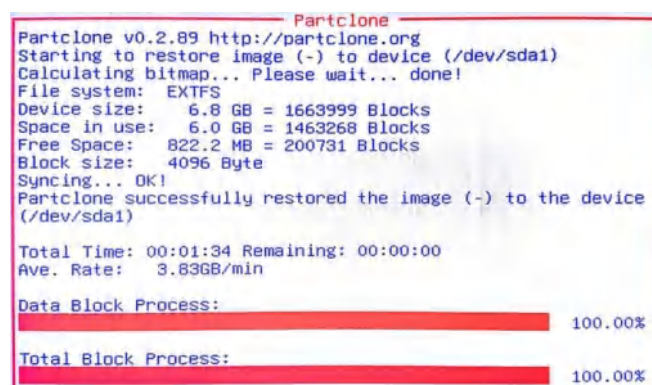 Partclone
Partclone v0.2.89 http://partclone.org
Starting to restore image (-) to device (/dev/sda1)
Calculating bitmap... Please wait... done!
File system:  EXTFS
Device size:    6.8 GB = 1663999 Blocks
Space in use:   6.0 GB = 1463268 Blocks
Free Space:   822.2 MB = 200731 Blocks
Block size:   4096 Byte
Syncing... OK!
Partclone successfully restored the image (-) to the device
(/dev/sda1)
Total Time: 00:01:34 Remaining: 00:00:00
Ave. Rate:   3.83GB/min
Data Block Process:
100.00%
Total Block Process:
100.00%